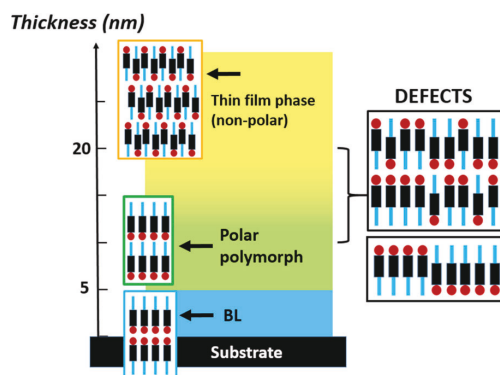 Thickness (nm)
Thin film phase
(non-polar)
DEFECTS
20
Polar
polymorph
5
BL
Substrate